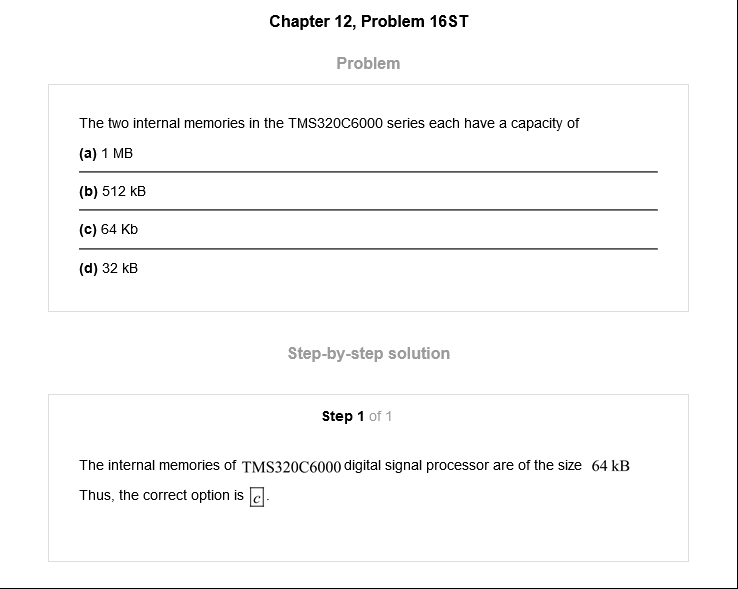 Chapter 12, Problem 16ST
Problem
The two internal memories in the TMS320C6000 series each have a capacity of
(a) 1 MB
(b) 512 kB
(c) 64 Kb
(d) 32 kB
Step-by-step solution
Step 1 of 1
The internal memories of TMS320C6000 digital signal processor are of the size 64 kB
Thus, the correct option is c.